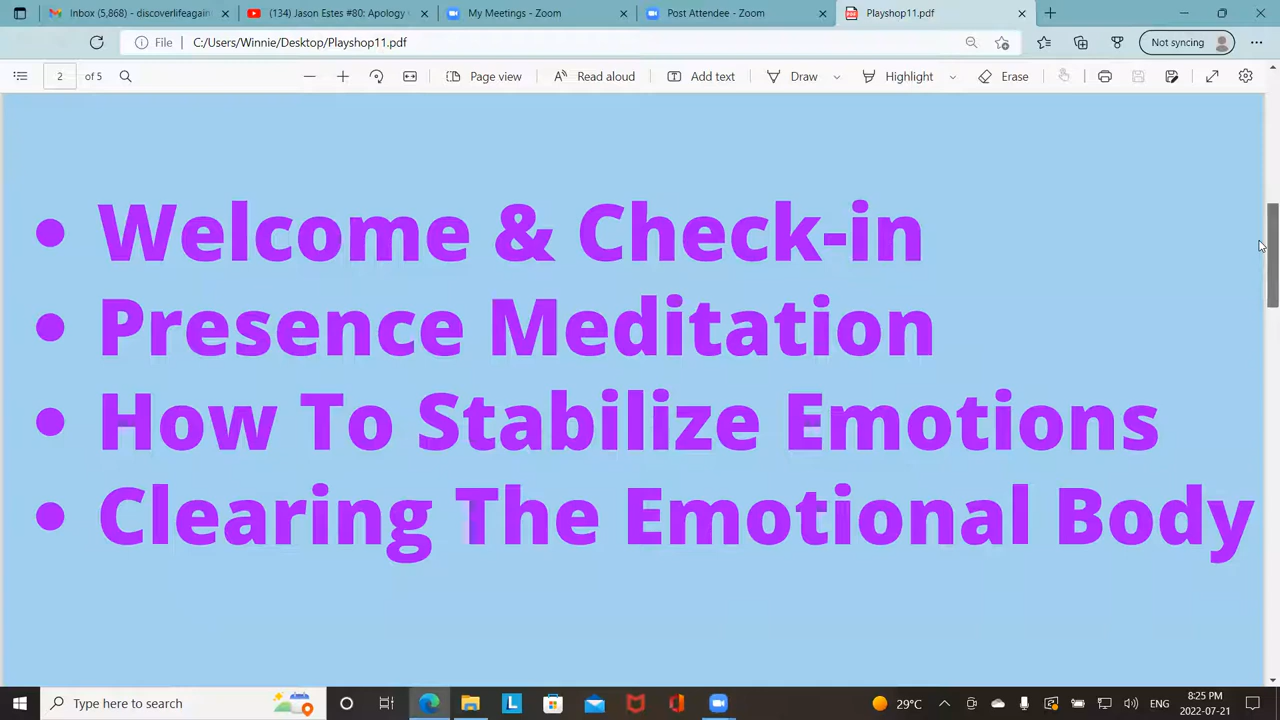 Inbox (5,868) - discoverlifeagain
(134) Jason Estes #80: Apology
My Meetings - Zoom
Post Attendee - Zoom
Playshop11.pdf
File
C:/Users/Winnie/Desktop/Playshop11.pdf
Not syncing
2 of 5
Page view
Read aloud
Add text
Draw
Highlight
Erase
• Welcome & Check-in
• Presence Meditation
• How To Stabilize Emotions
• Clearing The Emotional Body
Type here to search
29°C
ENG
8:25 PM
2022-07-21